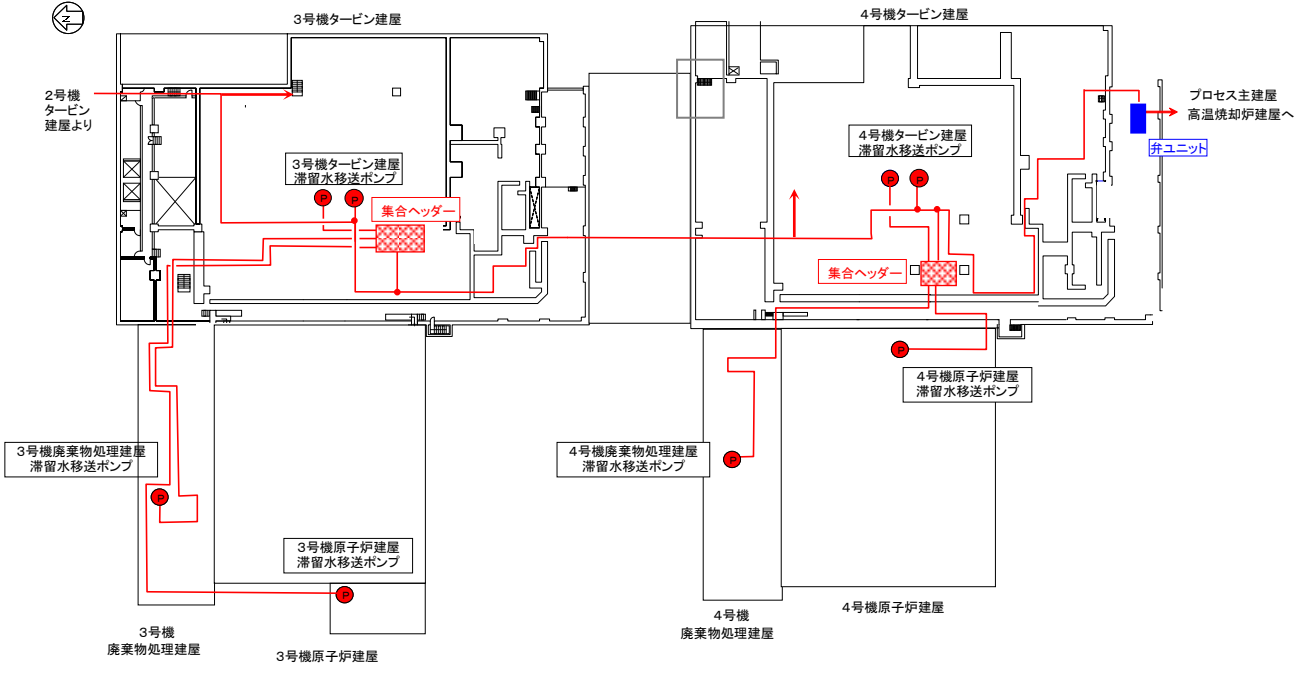 N
3号機タービン建屋
4号機タービン建屋
2号機
タービン
建屋より
プロセス主建屋
高温焼却炉建屋へ
弁ユニット
3号機タービン建屋
滞留水移送ポンプ
4号機タービン建屋
滞留水移送ポンプ
P
P
P
P
集合ヘッダー
集合ヘッダー
P
4号機原子炉建屋
滞留水移送ポンプ
3号機廃棄物処理建屋
滞留水移送ポンプ
4号機廃棄物処理建屋
滞留水移送ポンプ
P
P
3号機原子炉建屋
滞留水移送ポンプ
P
3号機
廃棄物処理建屋
3号機原子炉建屋
4号機
廃棄物処理建屋
4号機原子炉建屋